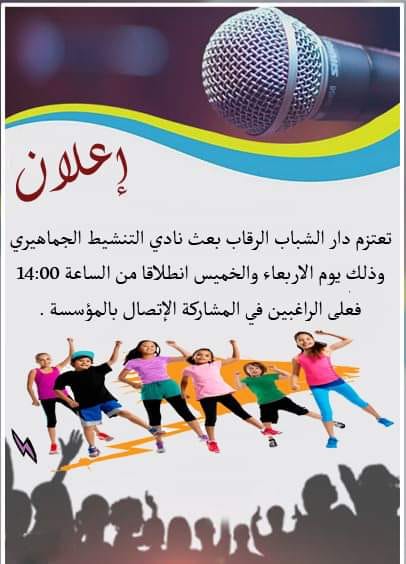 إعلان
تعتزم دار الشباب الرقاب بعث نادي التنشيط الجماهيري
وذلك يوم الاربعاء والخميس انطلاقا من الساعة 14:00
فعلى الراغبين في المشاركة الإتصال بالمؤسسة .